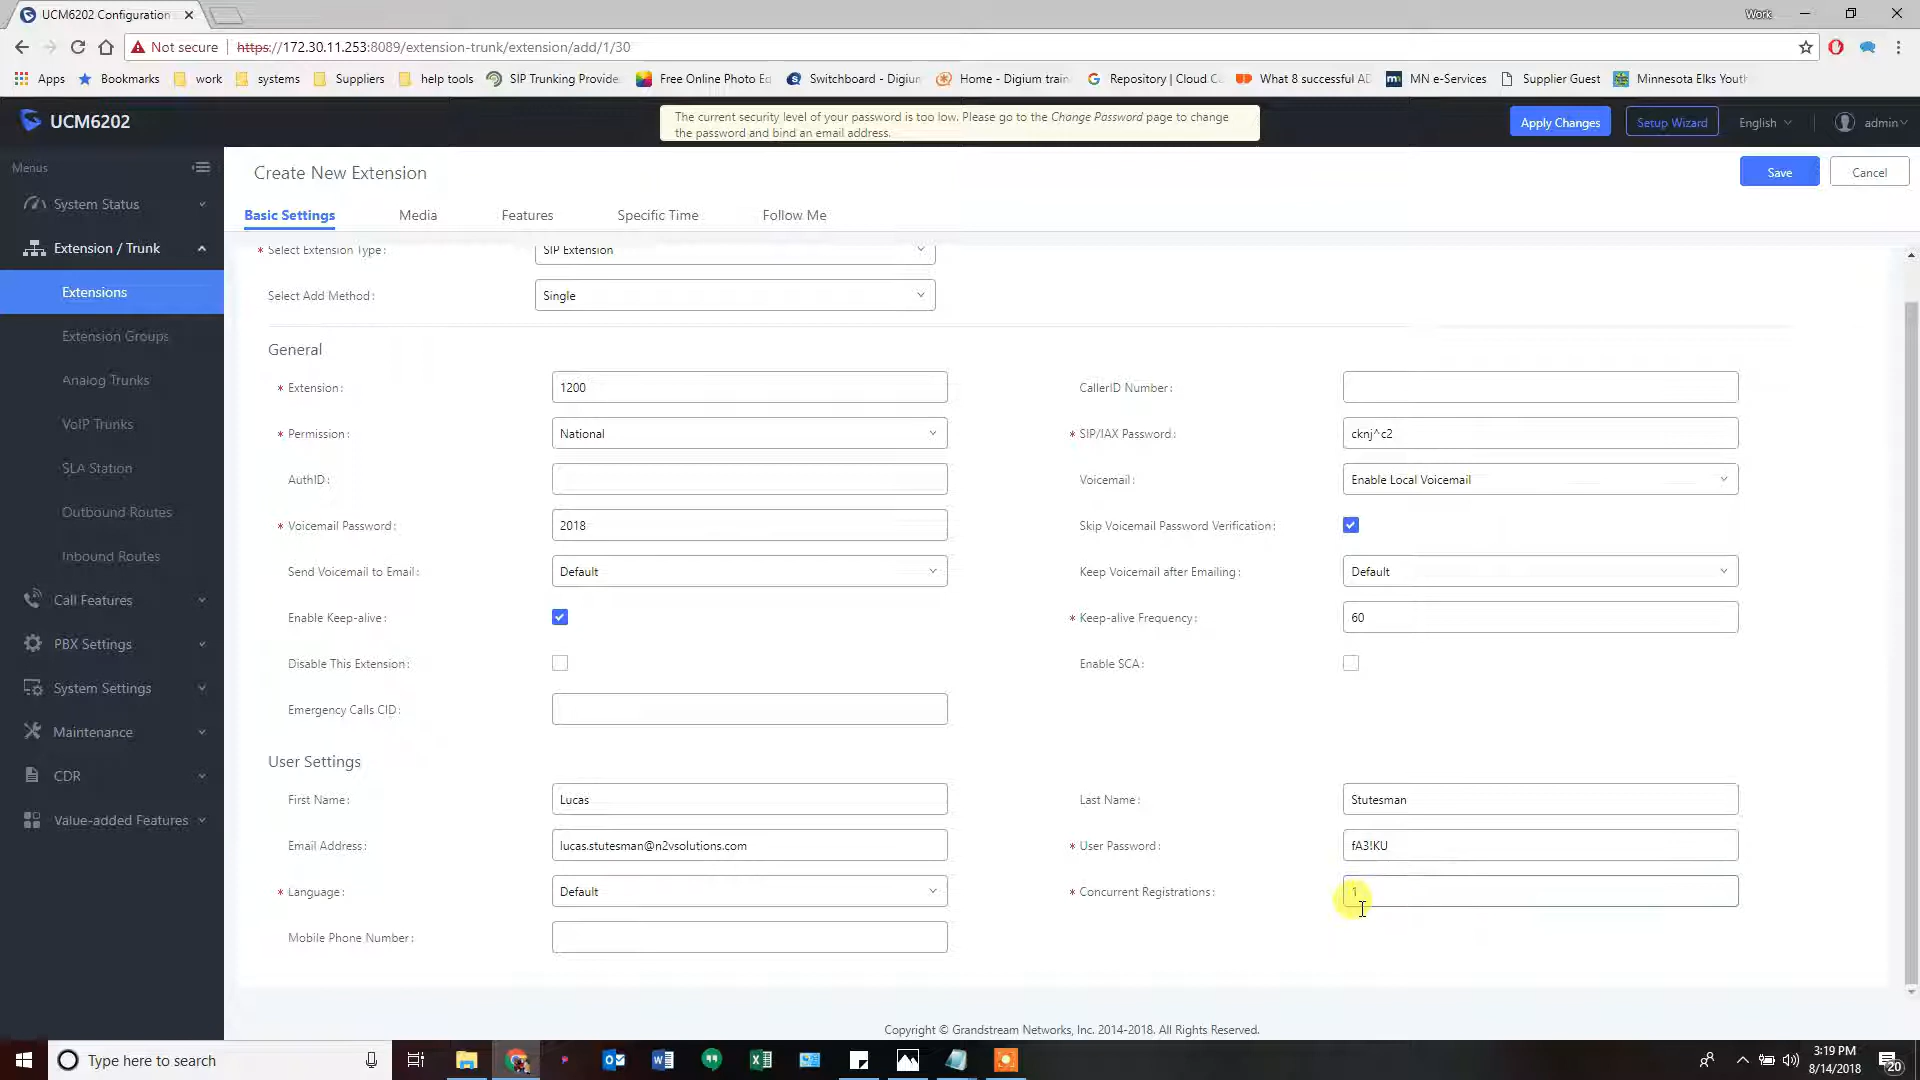 UCM6202 Configuration
Work
Not secure
https://172.30.11.253:8089/extension-trunk/extension/add/1/30
Apps
Bookmarks
work
systems
Suppliers
help tools
SIP Trunking Provide
Free Online Photo Ed
Switchboard - Digium
Home - Digium train
Repository | Cloud C
What 8 successful AD
MN e-Services
Supplier Guest
Minnesota Elks Yout
UCM6202
The current security level of your password is too low. Please go to the Change Password page to change
the password and bind an email address.
Apply Changes
Setup Wizard
English
admin
Menus
System Status
Extension / Trunk
Extensions
Extension Groups
Analog Trunks
VoIP Trunks
SLA Station
Outbound Routes
Inbound Routes
Call Features
PBX Settings
System Settings
Maintenance
CDR
Value-added Features
Create New Extension
Save
Cancel
Basic Settings
Media
Features
Specific Time
Follow Me
* Select Extension Type:
SIP Extension
Select Add Method:
Single
General
* Extension:
1200
CallerID Number:
* Permission:
National
* SIP/IAX Password:
cknj^c2
AuthID:
Voicemail:
Enable Local Voicemail
* Voicemail Password:
2018
Skip Voicemail Password Verification:
Send Voicemail to Email:
Default
Keep Voicemail after Emailing:
Default
Enable Keep-alive:
* Keep-alive Frequency:
60
Disable This Extension:
Enable SCA:
Emergency Calls CID:
User Settings
First Name:
Lucas
Last Name:
Stutesman
Email Address:
lucas.stutesman@n2vsolutions.com
* User Password:
fA3!KU
* Language:
Default
* Concurrent Registrations:
1
Mobile Phone Number:
Copyright © Grandstream Networks, Inc. 2014-2018. All Rights Reserved.
Type here to search
3:19 PM
8/14/2018
20